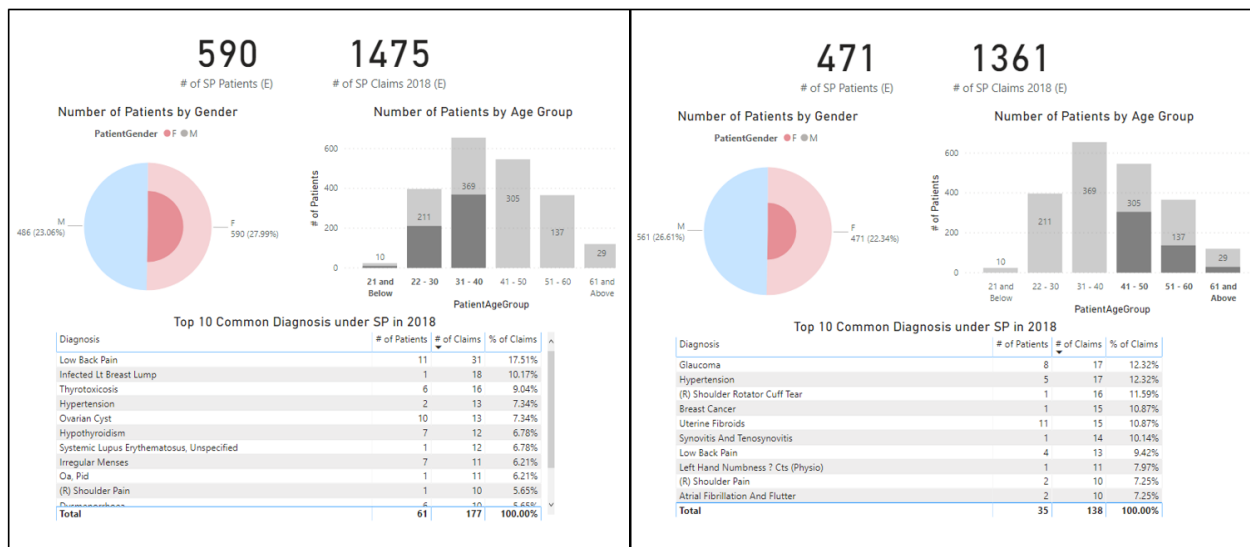 590 1475
# of SP Patients (E) # of SP Claims 2018 (E)
Number of Patients by Gender
PatientGender F M
M
486 (23.06%)
F
590 (27.99%)
Number of Patients by Age Group
# of Patients
600
400
200
0
10
211
369
305
137
29
21 and Below
22 - 30
31 - 40
41 - 50
51 - 60
61 and Above
PatientAgeGroup
Top 10 Common Diagnosis under SP in 2018
Diagnosis # of Patients # of Claims % of Claims
Low Back Pain 11 31 17.51%
Infected Lt Breast Lump 1 18 10.17%
Thyrotoxicosis 6 16 9.04%
Hypertension 2 13 7.34%
Ovarian Cyst 10 13 7.34%
Hypothyroidism 7 12 6.78%
Systemic Lupus Erythematosus, Unspecified 1 12 6.78%
Irregular Menses 7 11 6.21%
Oa, Pid 1 11 6.21%
(R) Shoulder Pain 1 10 5.65%
Dysmenorrhoea 6 10 5.65%
Total 61 177 100.00%
471 1361
# of SP Patients (E) # of SP Claims 2018 (E)
Number of Patients by Gender
PatientGender F M
M
561 (26.61%)
F
471 (22.34%)
Number of Patients by Age Group
# of Patients
600
400
200
0
10
211
369
305
137
29
21 and Below
22 - 30
31 - 40
41 - 50
51 - 60
61 and Above
PatientAgeGroup
Top 10 Common Diagnosis under SP in 2018
Diagnosis # of Patients # of Claims % of Claims
Glaucoma 8 17 12.32%
Hypertension 5 17 12.32%
(R) Shoulder Rotator Cuff Tear 1 16 11.59%
Breast Cancer 1 15 10.87%
Uterine Fibroids 11 15 10.87%
Synovitis And Tenosynovitis 1 14 10.14%
Low Back Pain 4 13 9.42%
Left Hand Numbness ? Cts (Physio) 1 11 7.97%
(R) Shoulder Pain 2 10 7.25%
Atrial Fibrillation And Flutter 2 10 7.25%
Total 35 138 100.00%